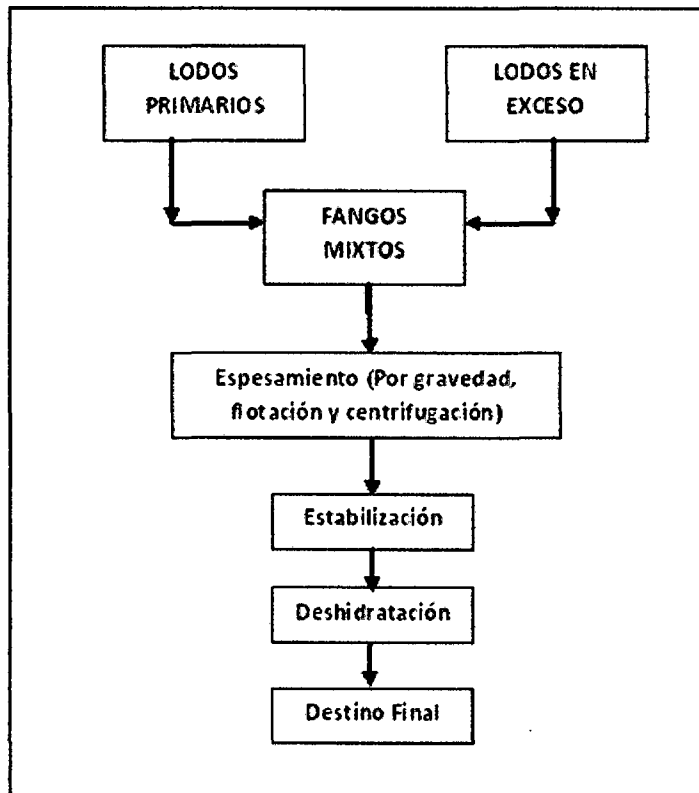 LODOS
PRIMARIOS
LODOS EN
EXCESO
FANGOS
MIXTOS
Espesamiento (Por gravedad,
flotación y centrifugación)
Estabilización
Deshidratación
Destino Final